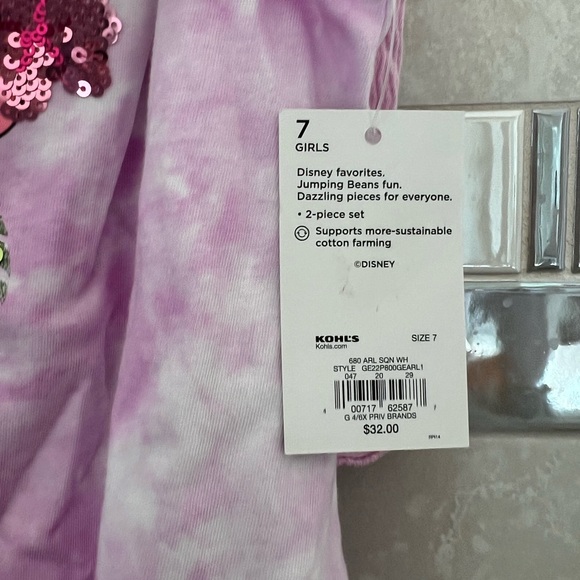 7
GIRLS
Disney favorites.
Jumping Beans fun.
Dazzling pieces for everyone.
• 2-piece set
Supports more-sustainable
cotton farming
©DISNEY
KOHL'S SIZE 7
Kohls.com
680 ARL SQN WH
STYLE GE22P800GEARL1
047 20 29
4 00717 62587 7
G 4/6X PRIV BRANDS
$32.00